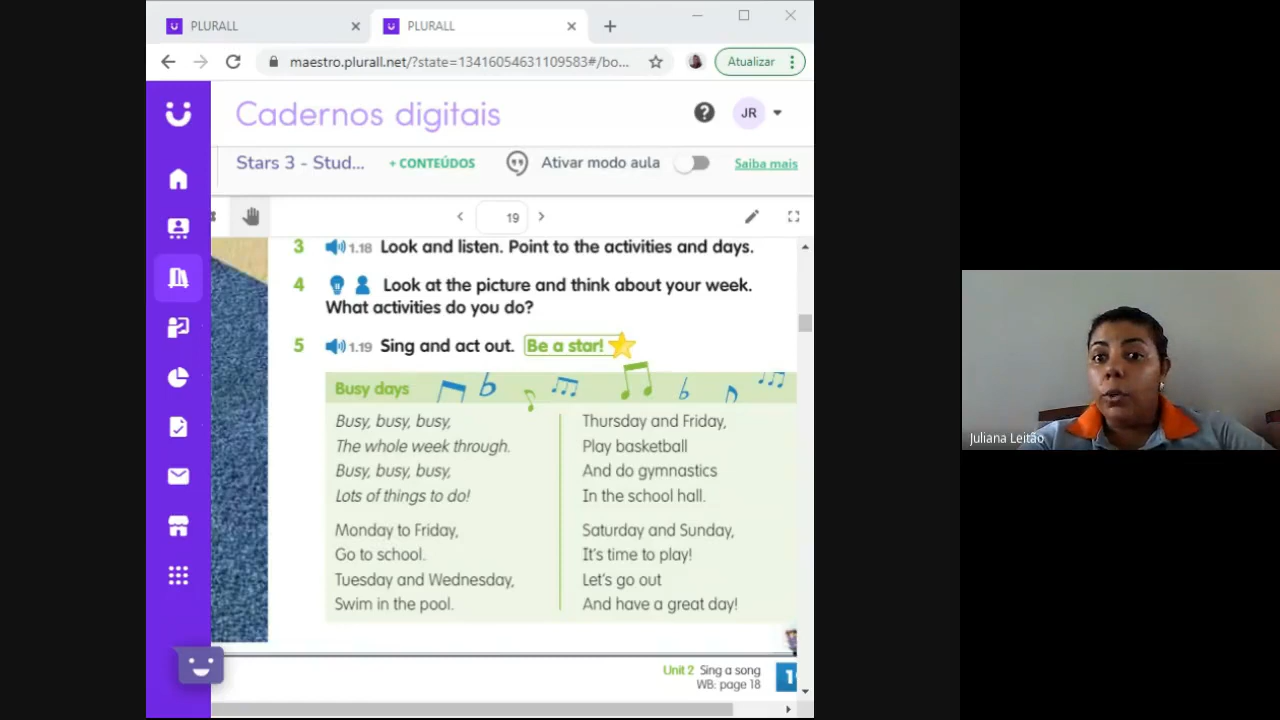 PLURALL
PLURALL
maestro.plurall.net/?state=13416054631109583#/bo...
Atualizar
Cadernos digitais
JR
Stars 3 - Stud...
+ CONTEÚDOS
Ativar modo aula
Saiba mais
19
3 1.18 Look and listen. Point to the activities and days.
4 Look at the picture and think about your week.
What activities do you do?
5 1.19 Sing and act out. Be a star!
Busy days
Busy, busy, busy,
The whole week through.
Busy, busy, busy,
Lots of things to do!
Monday to Friday,
Go to school.
Tuesday and Wednesday,
Swim in the pool.
Thursday and Friday,
Play basketball
And do gymnastics
In the school hall.
Saturday and Sunday,
It's time to play!
Let's go out
And have a great day!
Unit 2 Sing a song
WB: page 18
Juliana Leitão